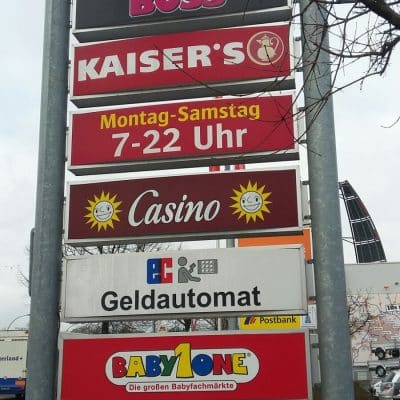 BOSS
KAISER'S
Montag-Samstag
7-22 Uhr
Casino
ec
Geldautomat
Postbank
BABY1ONE®
Die großen Babyfachmärkte